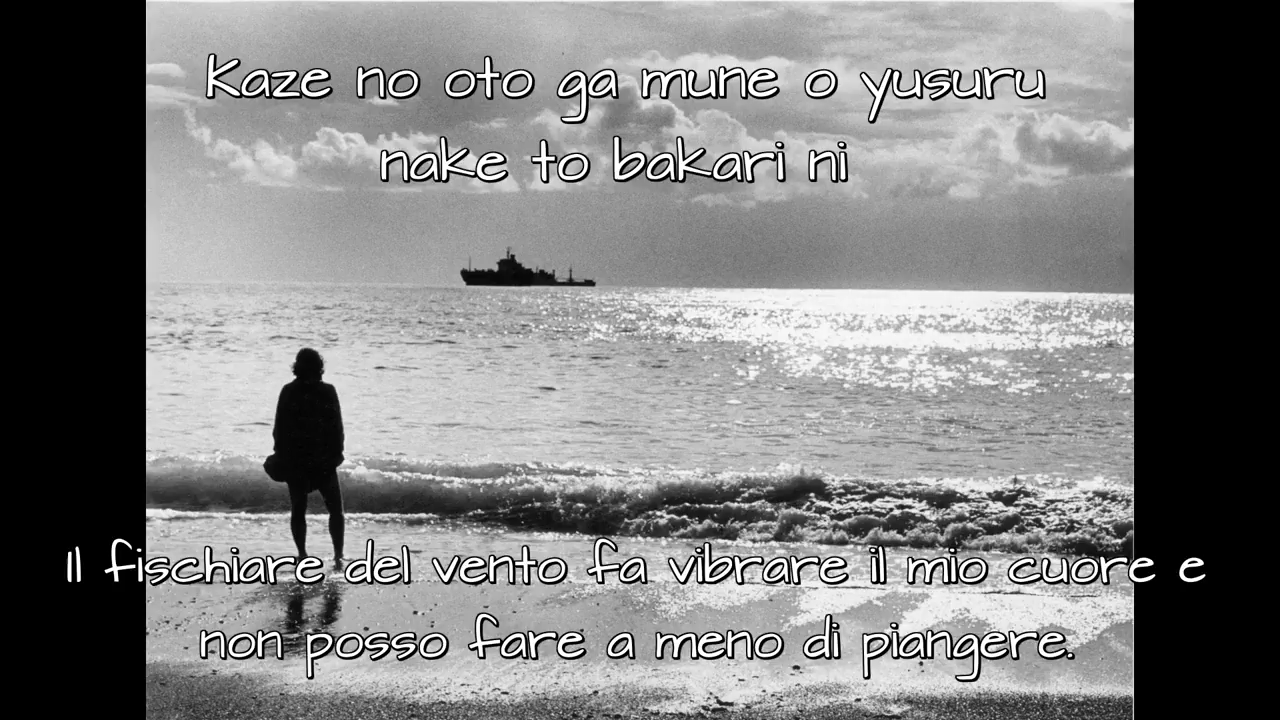 Kaze no oto ga mune o yusuru
nake to bakari ni
Il fischiare del vento fa vibrare il mio cuore e
non posso fare a meno di piangere.